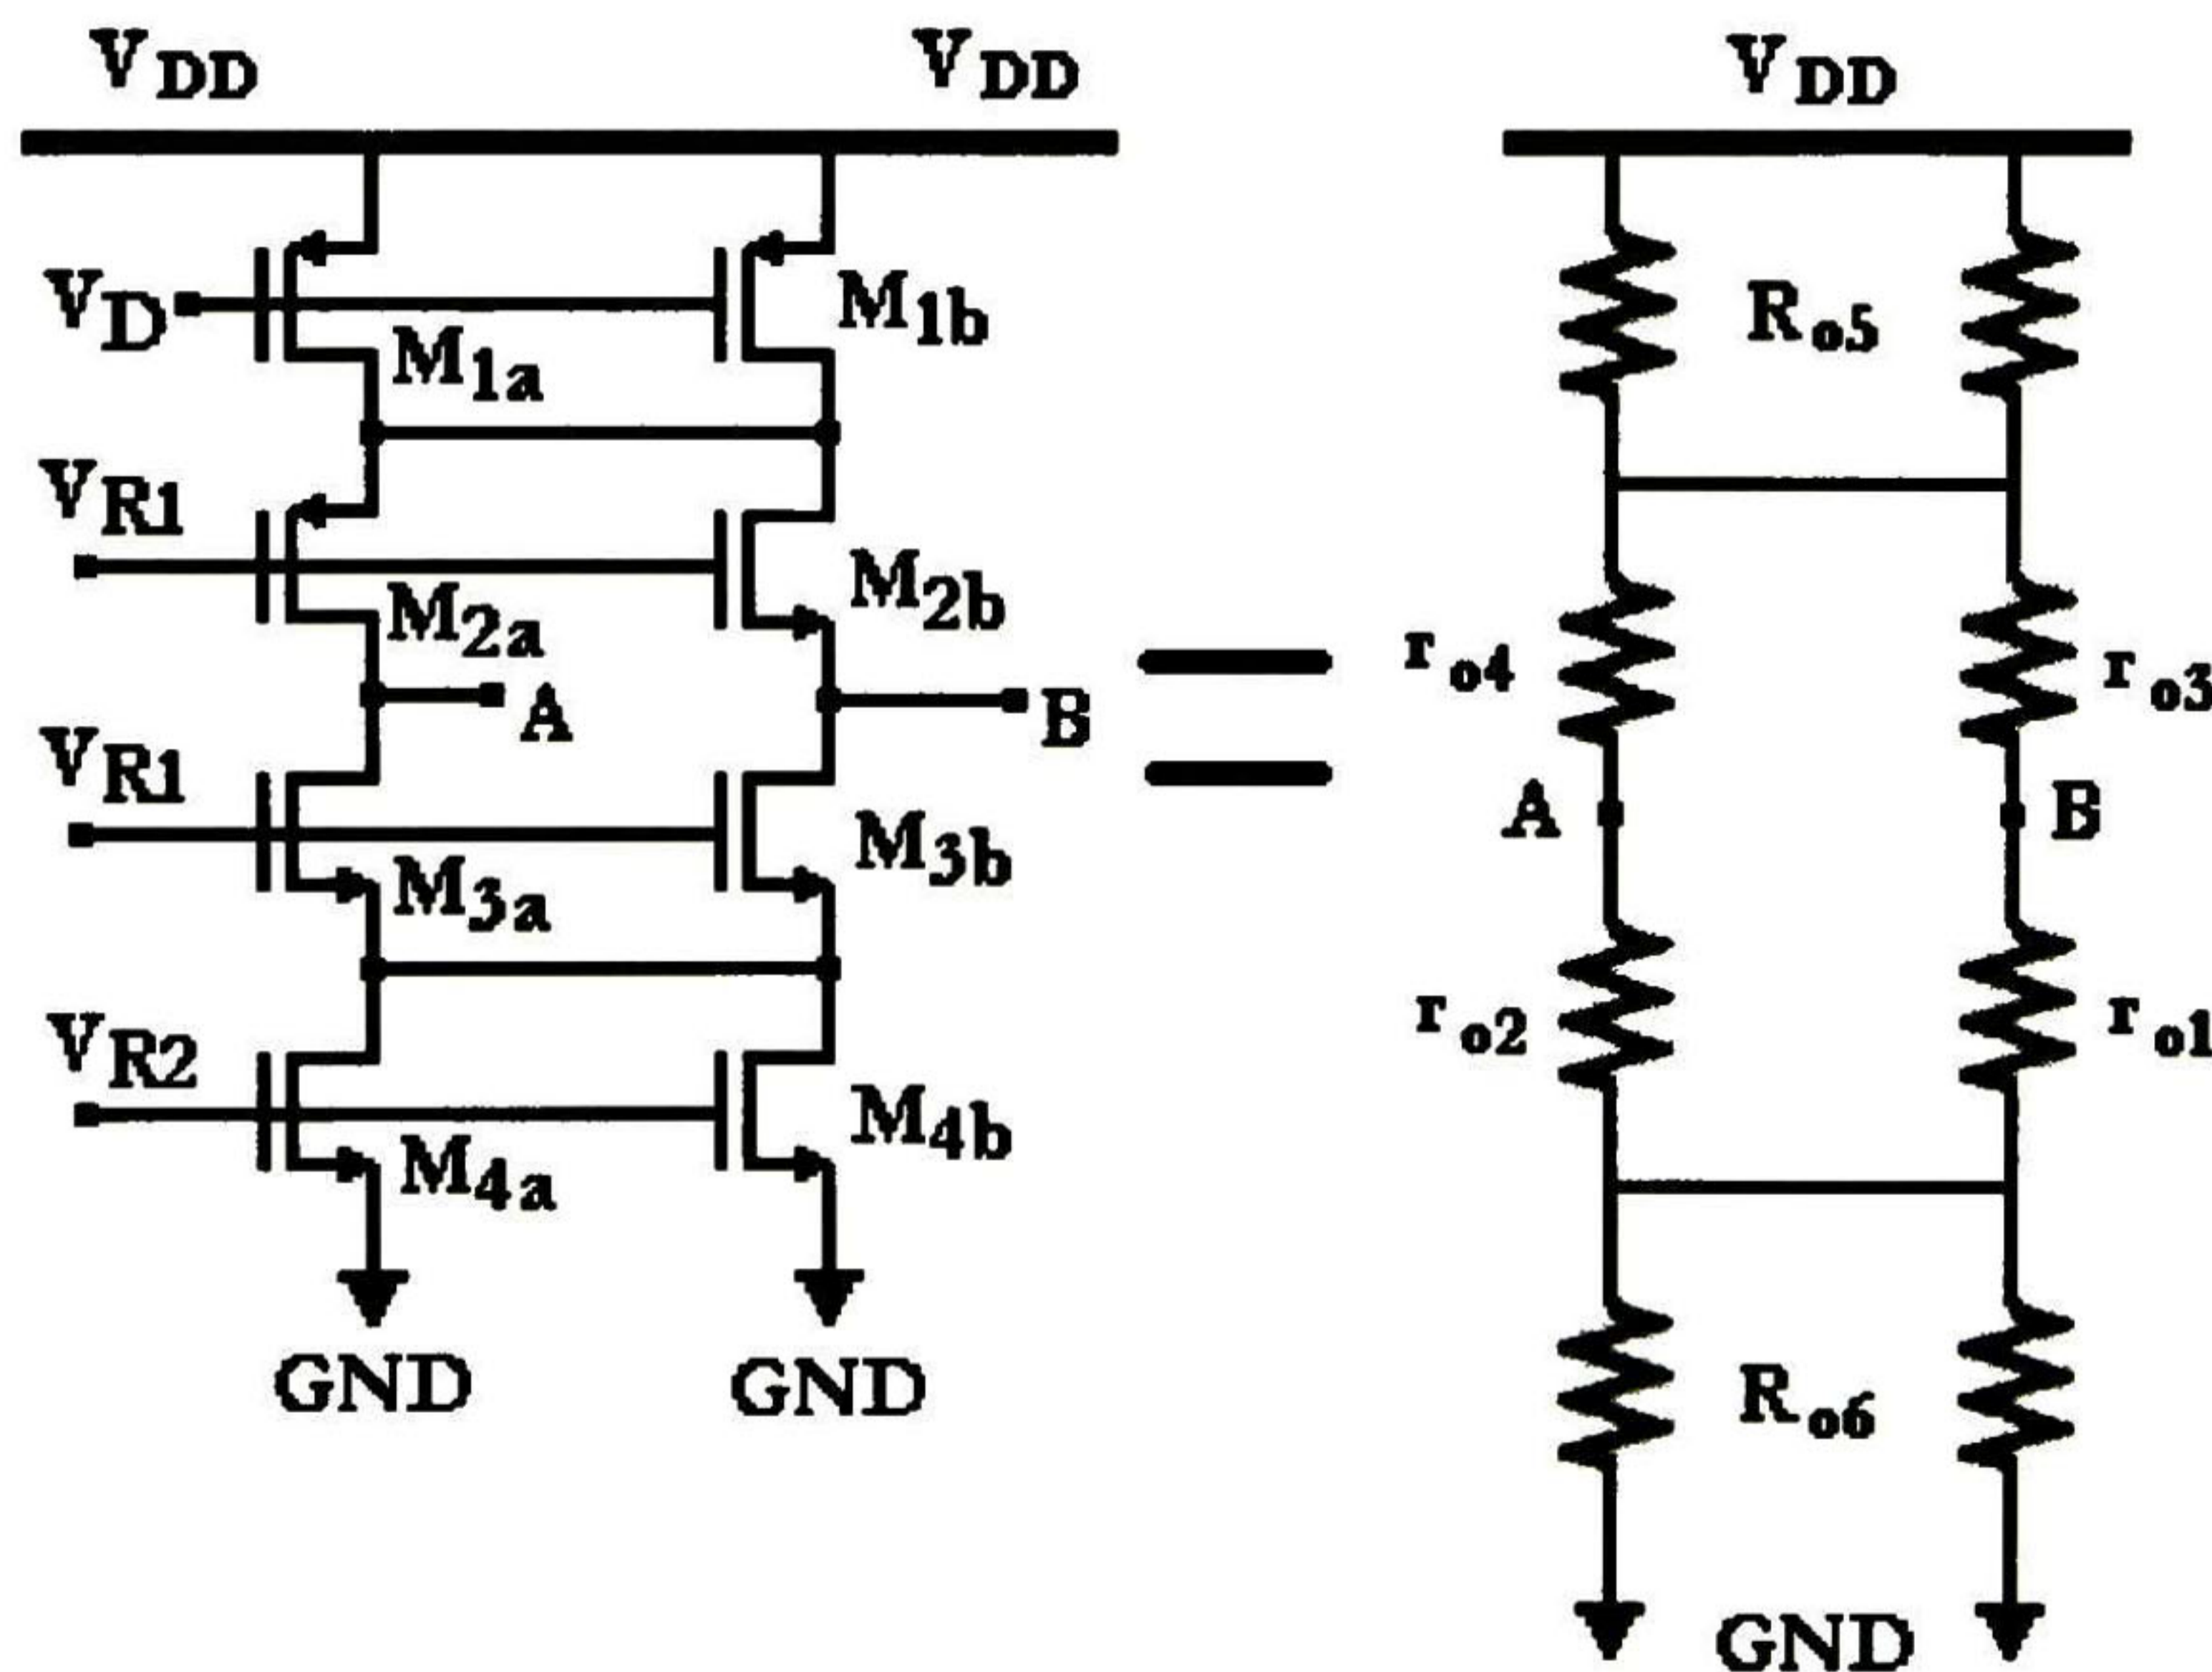 VDD
VDD
VDD
VD
M1a
M1b
Ro5
VR1
M2a
M2b
ro4
ro3
A
B
VR1
M3a
M3b
A
B
VR2
M4a
M4b
ro2
ro1
GND
GND
Ro6
GND